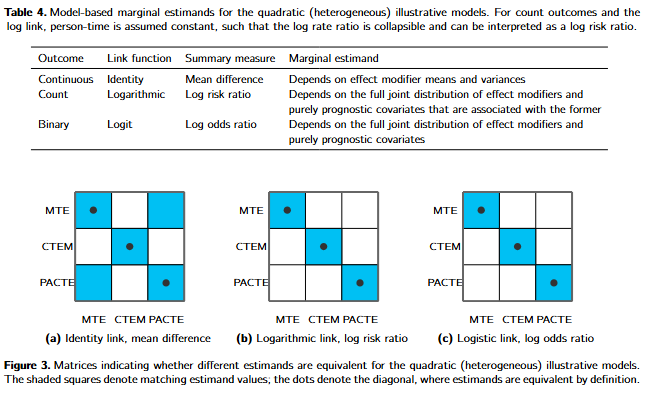 Table 4. Model-based marginal estimands for the quadratic (heterogeneous) illustrative models. For count outcomes and the
log link, person-time is assumed constant, such that the log rate ratio is collapsible and can be interpreted as a log risk ratio.
Outcome Link function Summary measure Marginal estimand
Continuous Identity Mean difference Depends on effect modifier means and variances
Count Logarithmic Log risk ratio Depends on the full joint distribution of effect modifiers and
purely prognostic covariates that are associated with the former
Binary Logit Log odds ratio Depends on the full joint distribution of effect modifiers and
purely prognostic covariates
MTE
CTEM
PACTE
MTE CTEM PACTE
(a) Identity link, mean difference
MTE
CTEM
PACTE
MTE CTEM PACTE
(b) Logarithmic link, log risk ratio
MTE
CTEM
PACTE
MTE CTEM PACTE
(c) Logistic link, log odds ratio
Figure 3. Matrices indicating whether different estimands are equivalent for the quadratic (heterogeneous) illustrative models.
The shaded squares denote matching estimand values; the dots denote the diagonal, where estimands are equivalent by definition.